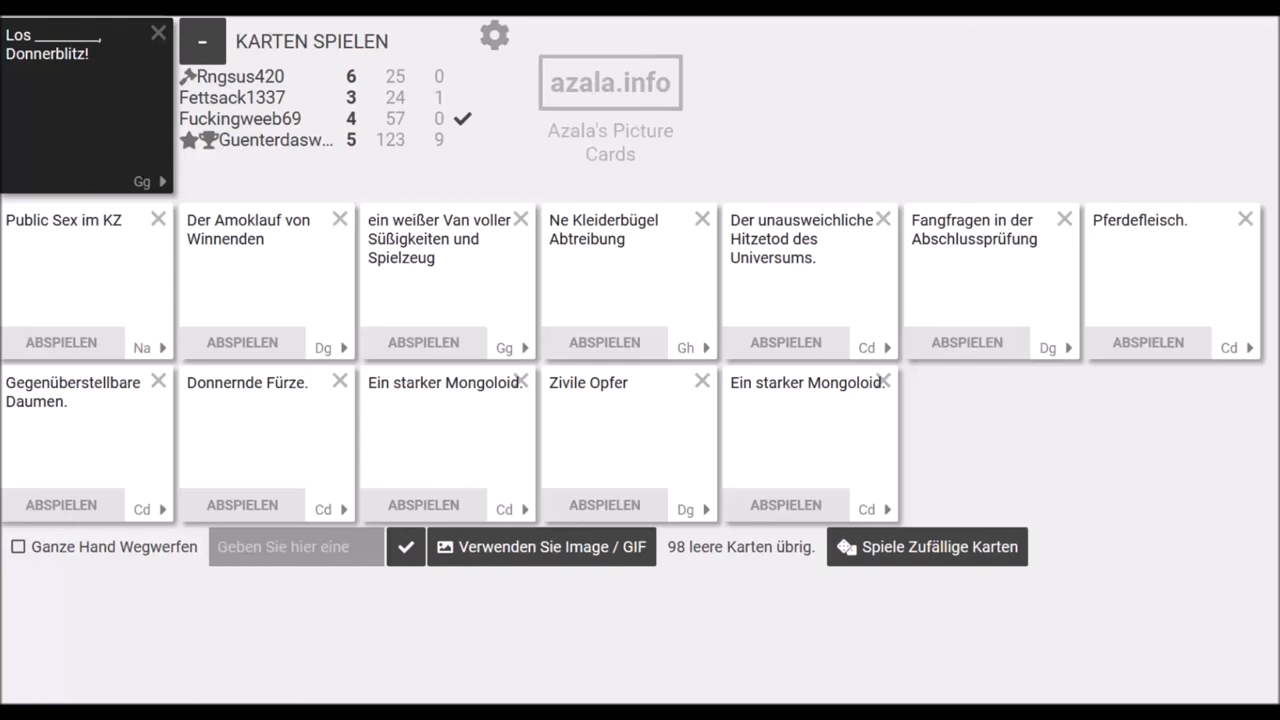 Los ________,
Donnerblitz!
Gg
-
KARTEN SPIELEN
Rngsus420 6 25 0
Fettsack1337 3 24 1
Fuckingweeb69 4 57 0
Guenterdasw... 5 123 9
azala.info
Azala's Picture
Cards
Public Sex im KZ
ABSPIELEN
Na
Der Amoklauf von
Winnenden
ABSPIELEN
Dg
ein weißer Van voller
Süßigkeiten und
Spielzeug
ABSPIELEN
Gg
Ne Kleiderbügel
Abtreibung
ABSPIELEN
Gh
Der unausweichliche
Hitzetod des
Universums.
ABSPIELEN
Cd
Fangfragen in der
Abschlussprüfung
ABSPIELEN
Dg
Pferdefleisch.
ABSPIELEN
Cd
Gegenüberstellbare
Daumen.
ABSPIELEN
Cd
Donnernde Fürze.
ABSPIELEN
Cd
Ein starker Mongoloid.
ABSPIELEN
Cd
Zivile Opfer
ABSPIELEN
Dg
Ein starker Mongoloid.
ABSPIELEN
Cd
Ganze Hand Wegwerfen
Geben Sie hier eine
Verwenden Sie Image / GIF
98 leere Karten übrig.
Spiele Zufällige Karten